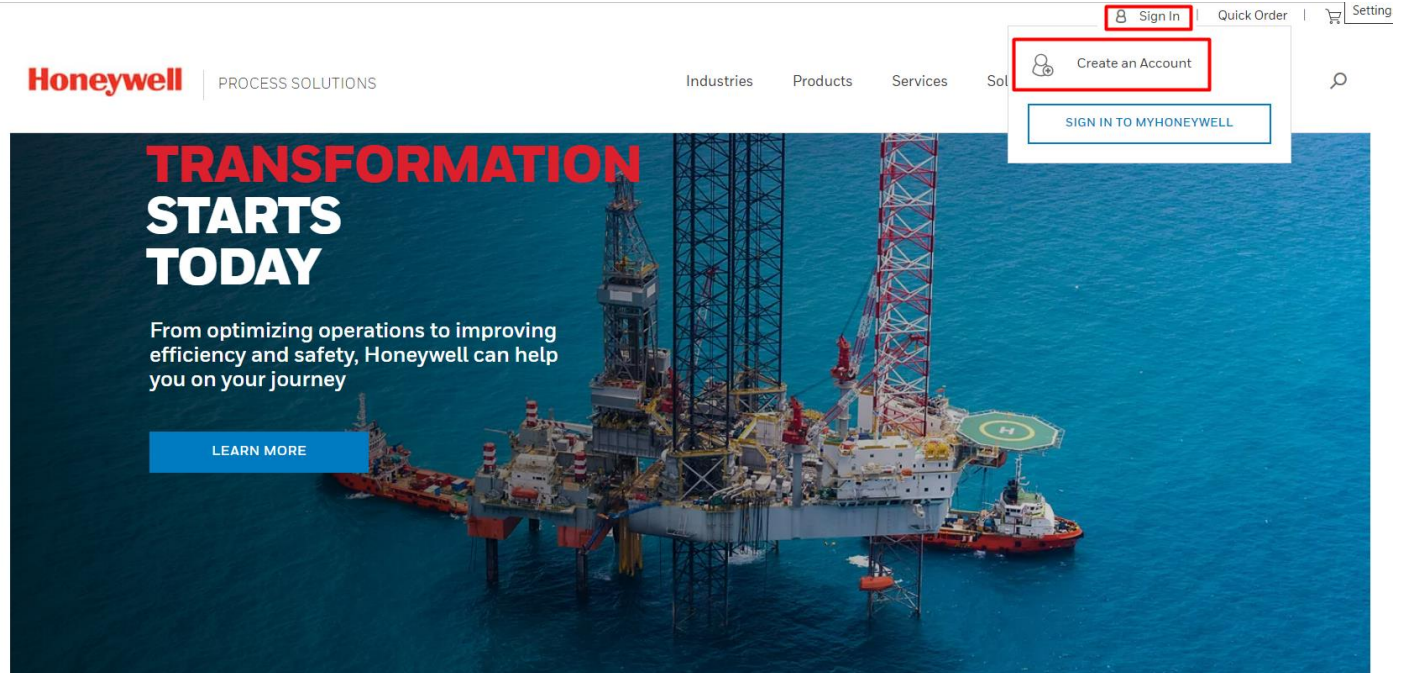 Sign In | Quick Order | Setting
Create an Account
Honeywell PROCESS SOLUTIONS Industries Products Services Sol
SIGN IN TO MYHONEYWELL
TRANSFORMATION
STARTS
TODAY
From optimizing operations to improving
efficiency and safety, Honeywell can help
you on your journey
LEARN MORE
H